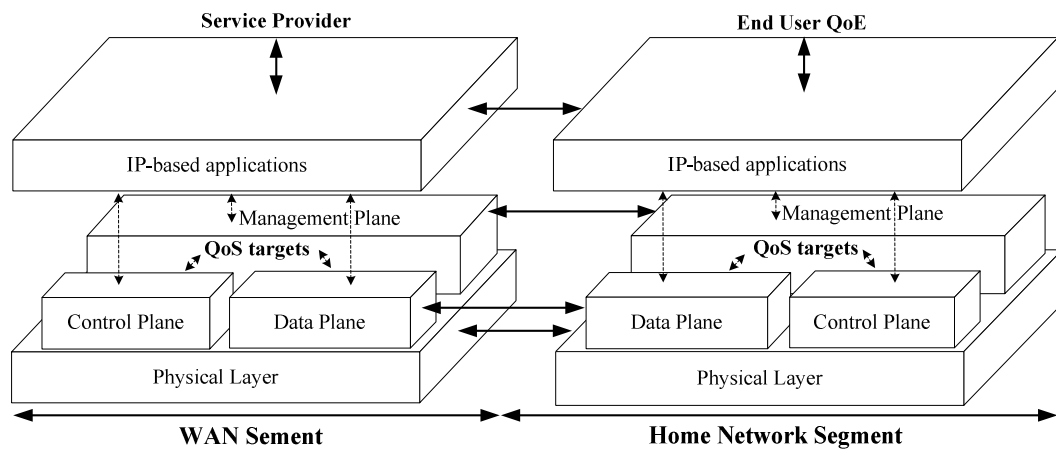 Service Provider
End User QoE
IP-based applications
IP-based applications
Management Plane
Management Plane
QoS targets
QoS targets
Control Plane
Data Plane
Data Plane
Control Plane
Physical Layer
Physical Layer
WAN Sement
Home Network Segment